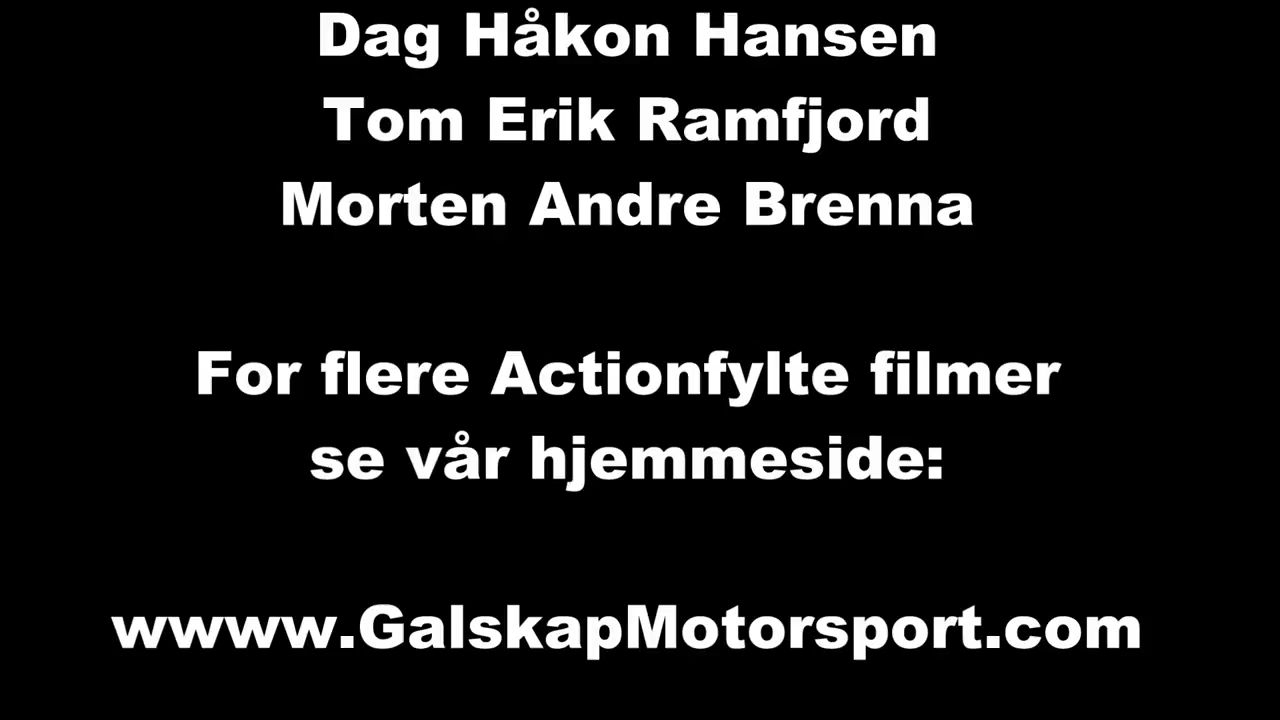 Dag Håkon Hansen
Tom Erik Ramfjord
Morten Andre Brenna
For flere Actionfylte filmer
se vår hjemmeside:
wwww.GalskapMotorsport.com